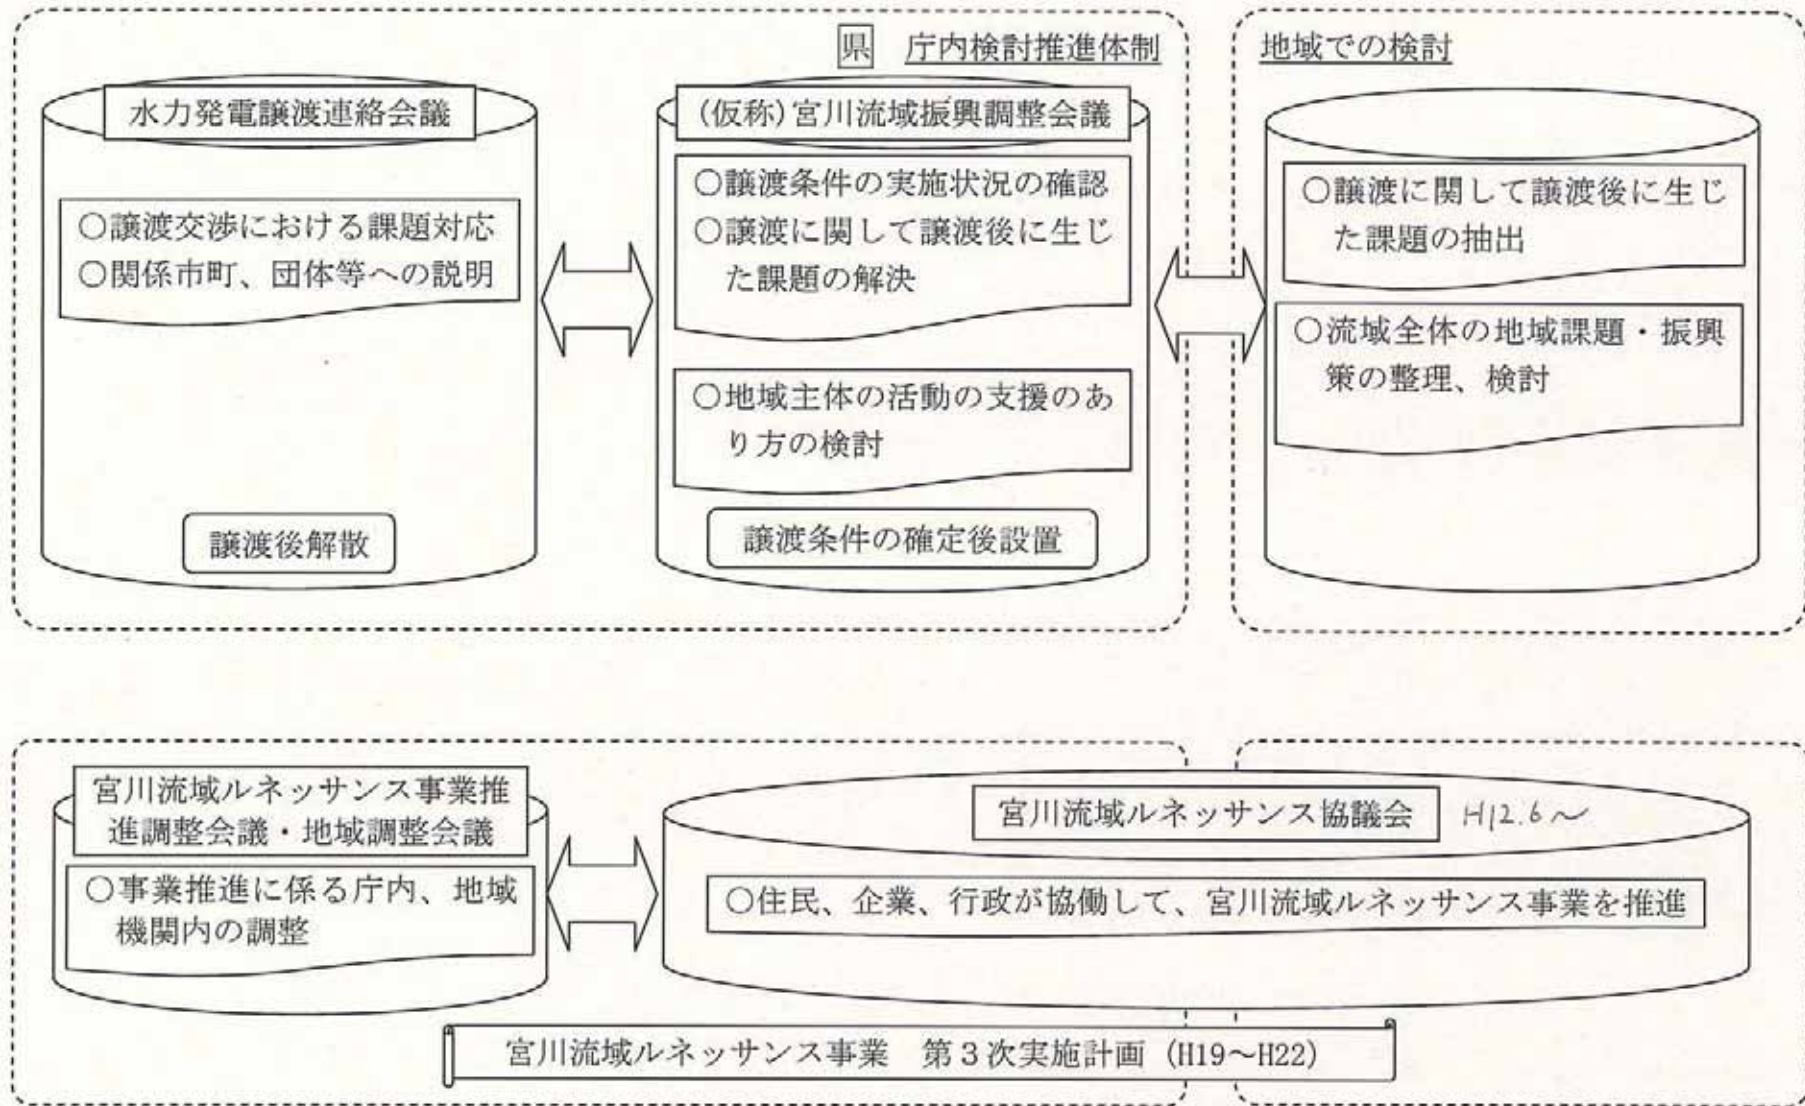 県 庁内検討推進体制
水力発電譲渡連絡会議
○譲渡交渉における課題対応
○関係市町、団体等への説明
譲渡後解散
(仮称)宮川流域振興調整会議
○譲渡条件の実施状況の確認
○譲渡に関して譲渡後に生じ
た課題の解決
○地域主体の活動の支援のあ
り方の検討
譲渡条件の確定後設置
地域での検討
○譲渡に関して譲渡後に生じ
た課題の抽出
○流域全体の地域課題・振興
策の整理、検討
宮川流域ルネッサンス事業推
進調整会議・地域調整会議
○事業推進に係る庁内、地域
機関内の調整
宮川流域ルネッサンス協議会 H12.6~
○住民、企業、行政が協働して、宮川流域ルネッサンス事業を推進
宮川流域ルネッサンス事業 第3次実施計画 (H19~H22)